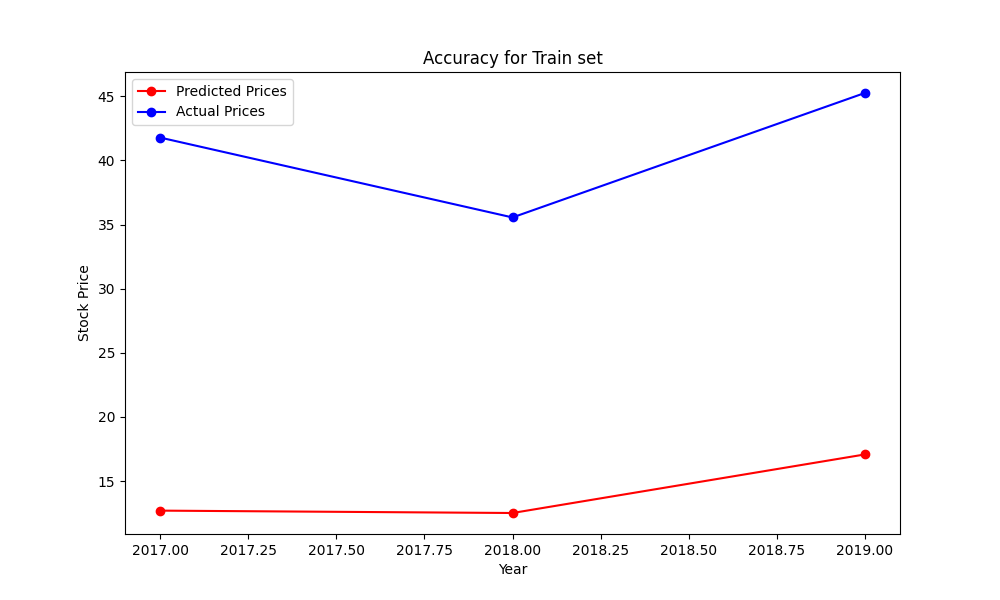 Accuracy for Train set
Predicted Prices
Actual Prices
Stock Price
45
40
35
30
25
20
15
2017.00 2017.25 2017.50 2017.75 2018.00 2018.25 2018.50 2018.75 2019.00
Year